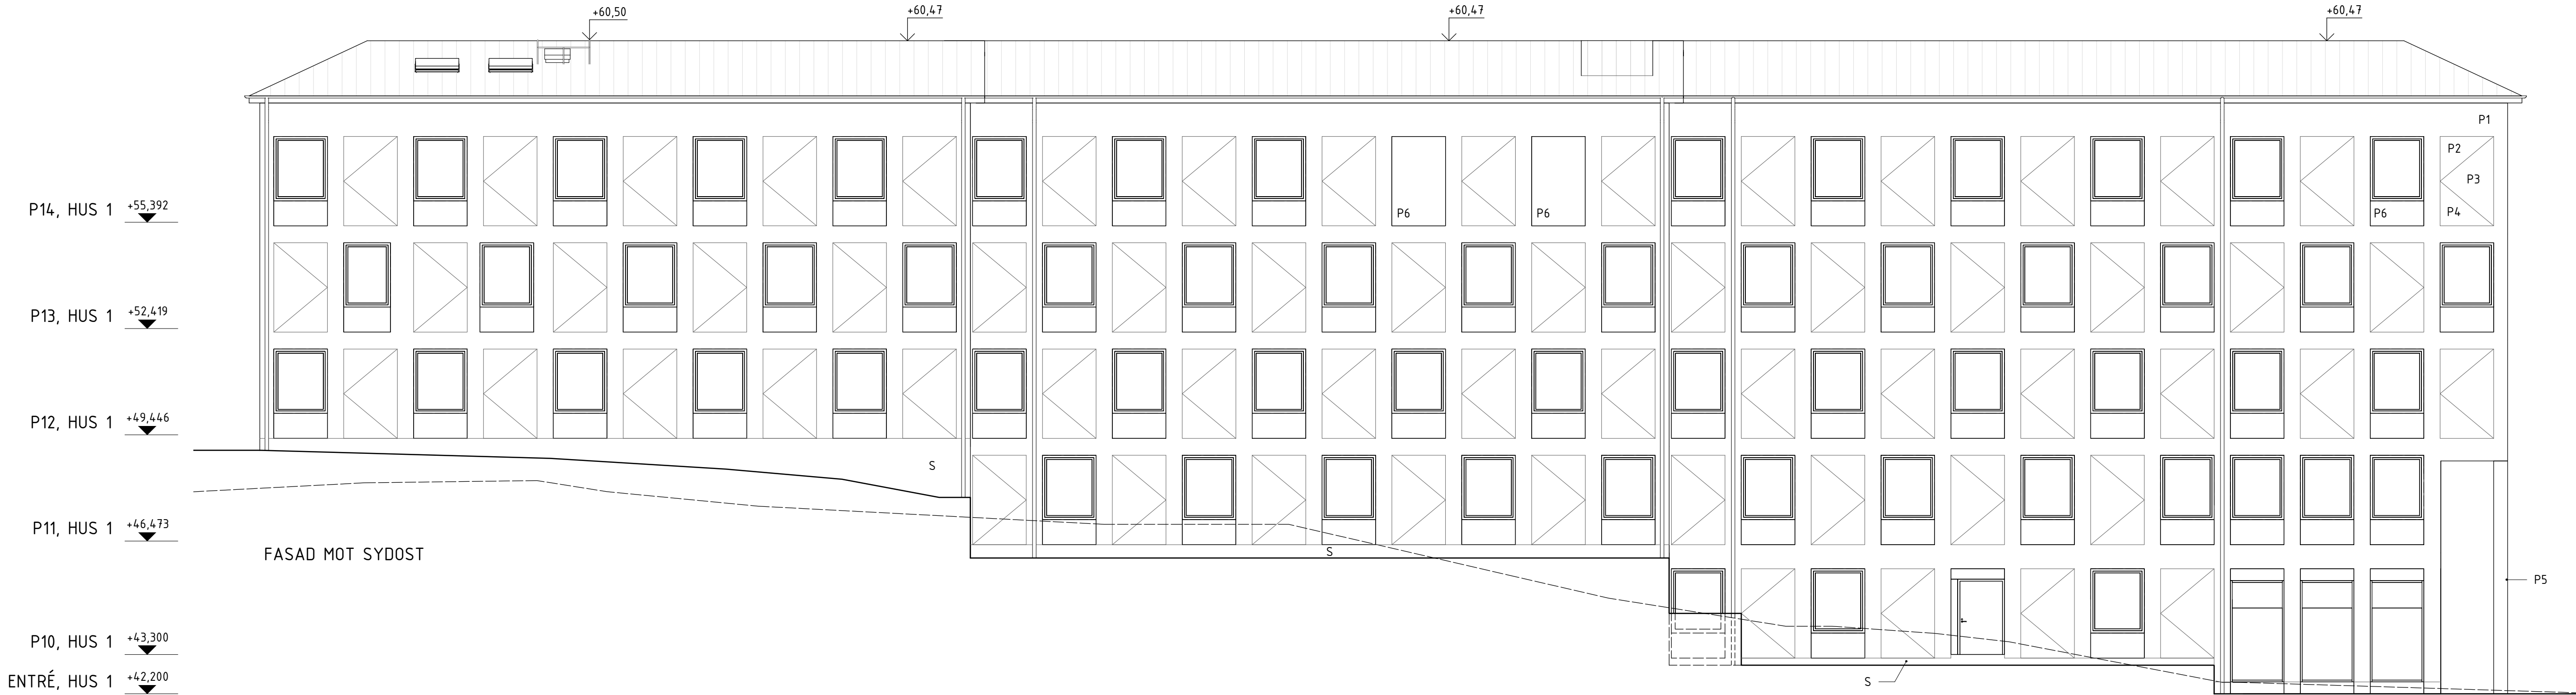 +60,50
+60,47
+60,47
+60,47
P1
P2
P3
P14, HUS 1 +55,392
P6
P6
P6
P4
P13, HUS 1 +52,419
P12, HUS 1 +49,446
S
P11, HUS 1 +46,473
FASAD MOT SYDOST
S
P5
P10, HUS 1 +43,300
ENTRÉ, HUS 1 +42,200
S